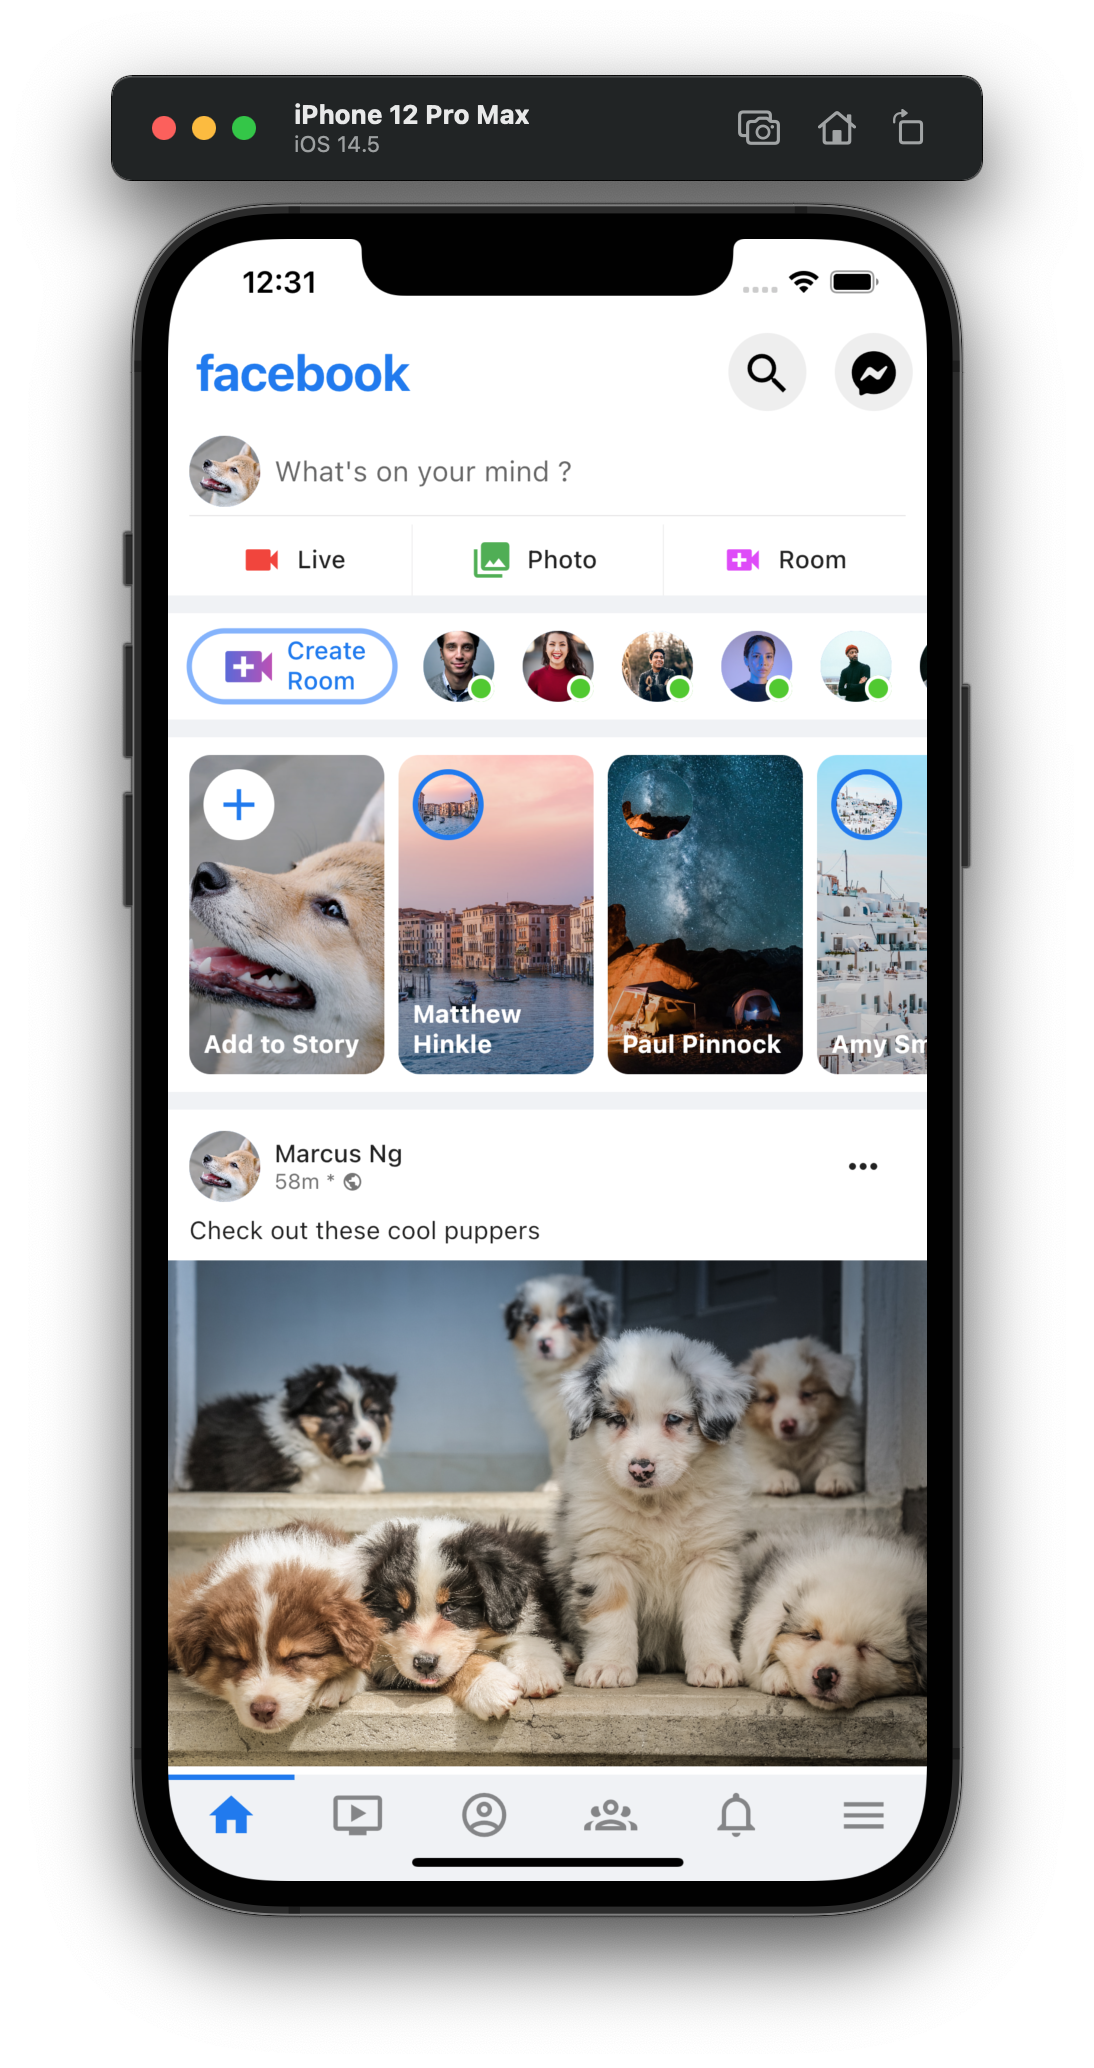 iPhone 12 Pro Max
iOS 14.5
12:31
facebook
What's on your mind ?
Live
Photo
Room
Create
Room
Add to Story
Matthew
Hinkle
Paul Pinnock
Amy Sm
Marcus Ng
58m *
Check out these cool puppers